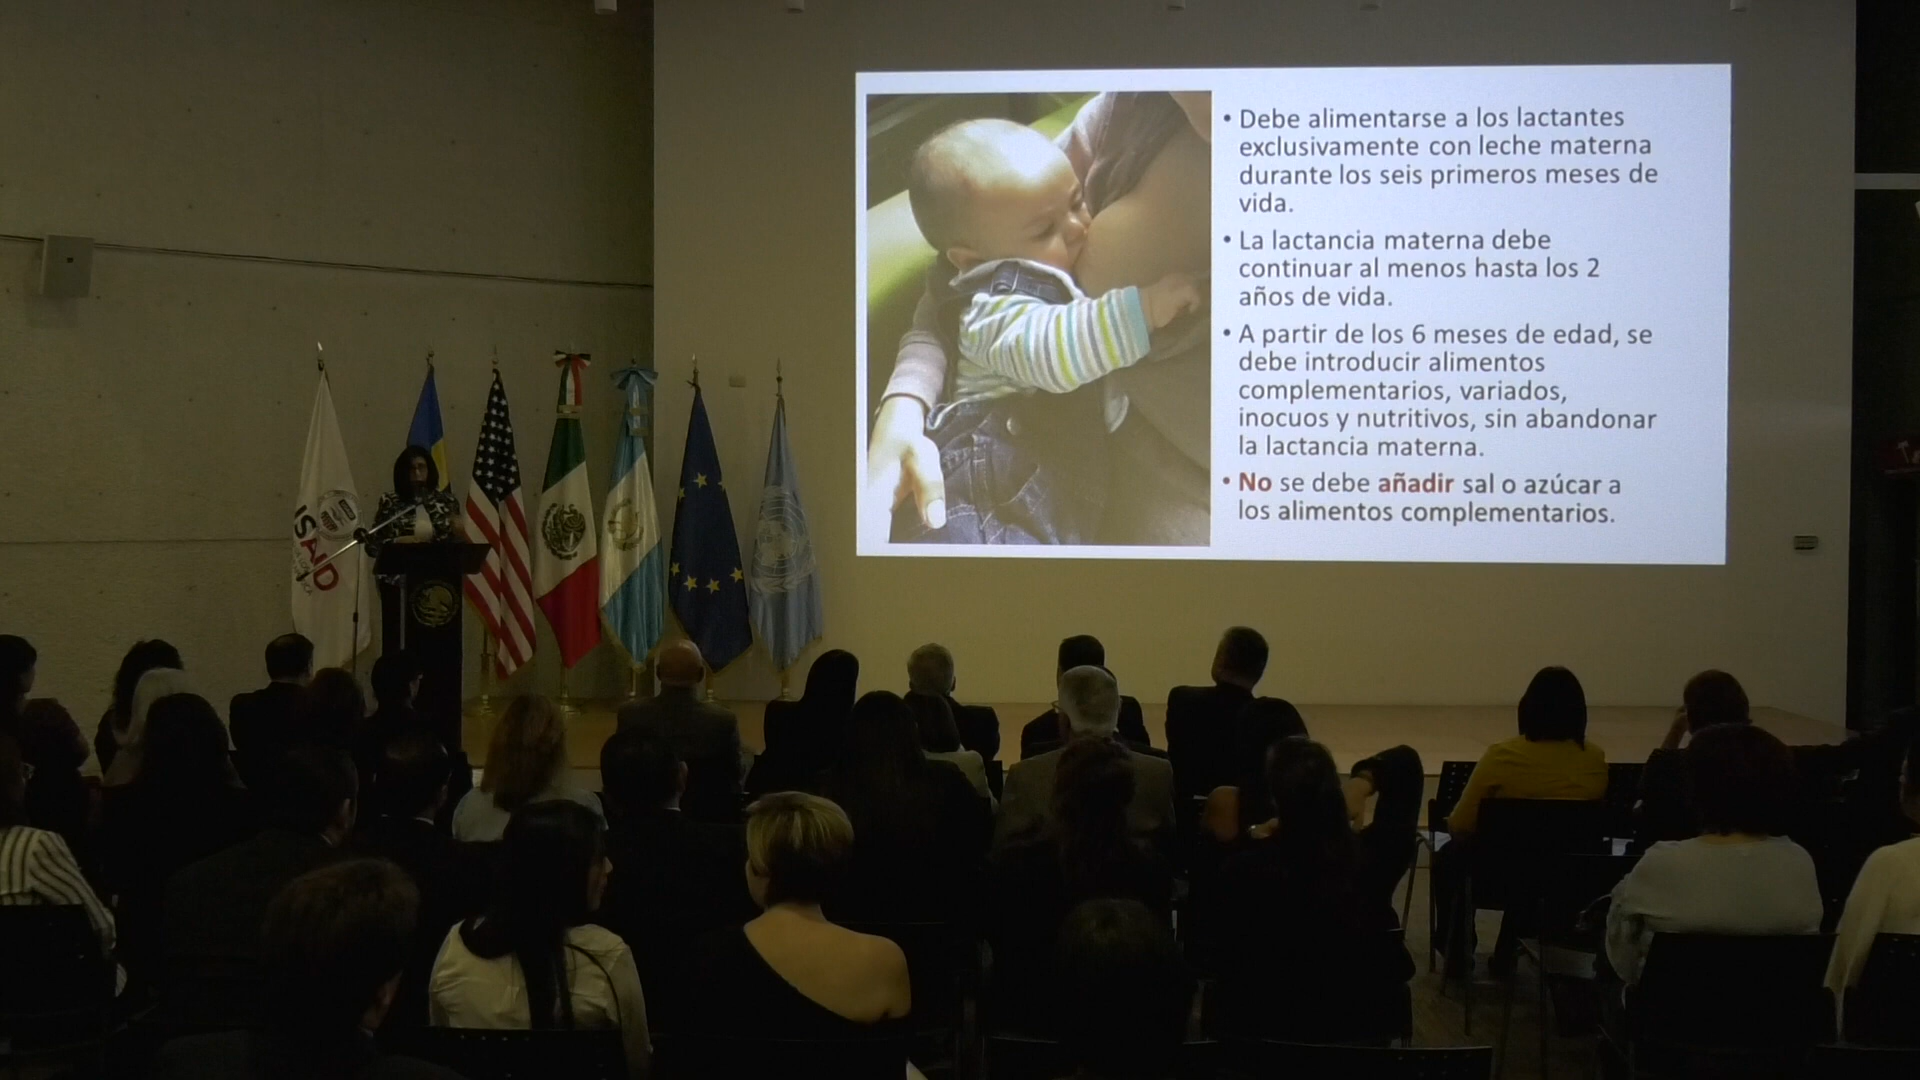 • Debe alimentarse a los lactantes
exclusivamente con leche materna
durante los seis primeros meses de
vida.
• La lactancia materna debe
continuar al menos hasta los 2
años de vida.
• A partir de los 6 meses de edad, se
debe introducir alimentos
complementarios, variados,
inocuos y nutritivos, sin abandonar
la lactancia materna.
• No se debe añadir sal o azúcar a
los alimentos complementarios.
USAID